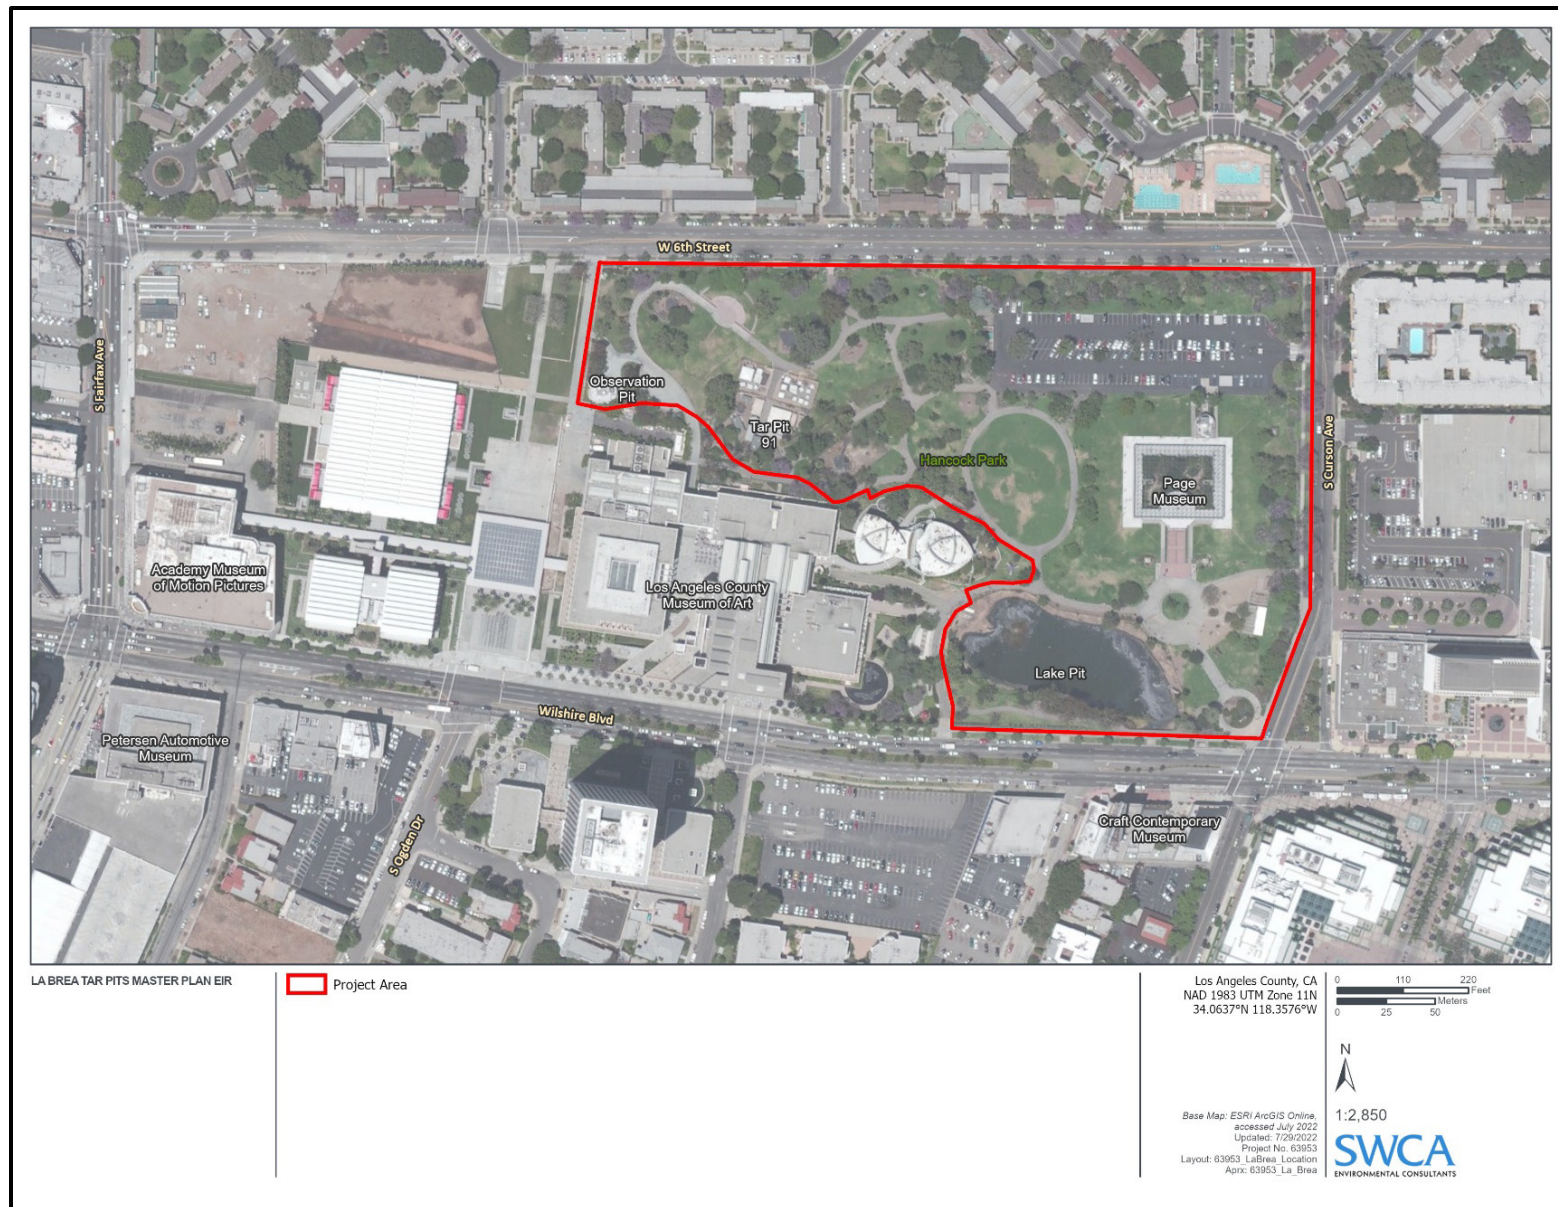 W 6th Street
S Fairfax Ave
Observation
Pit
Tar Pit
91
Hancock Park
S Curson Ave
Page
Museum
Academy Museum
of Motion Pictures
Los Angeles County
Museum of Art
Lake Pit
Wilshire Blvd
Petersen Automotive
Museum
S Ogden Dr
Craft Contemporary
Museum
LA BREA TAR PITS MASTER PLAN EIR
Project Area
Los Angeles County, CA
NAD 1983 UTM Zone 11N
34.0637°N 118.3576°W
0 110 220
Feet
Meters
0 25 50
N
1:2,850
Base Map: ESRI ArcGIS Online,
accessed July 2022
Updated: 7/29/2022
Project No. 63953
Layout: 63953_LaBrea_Location
Aprx: 63953_La_Brea
SWCA
ENVIRONMENTAL CONSULTANTS